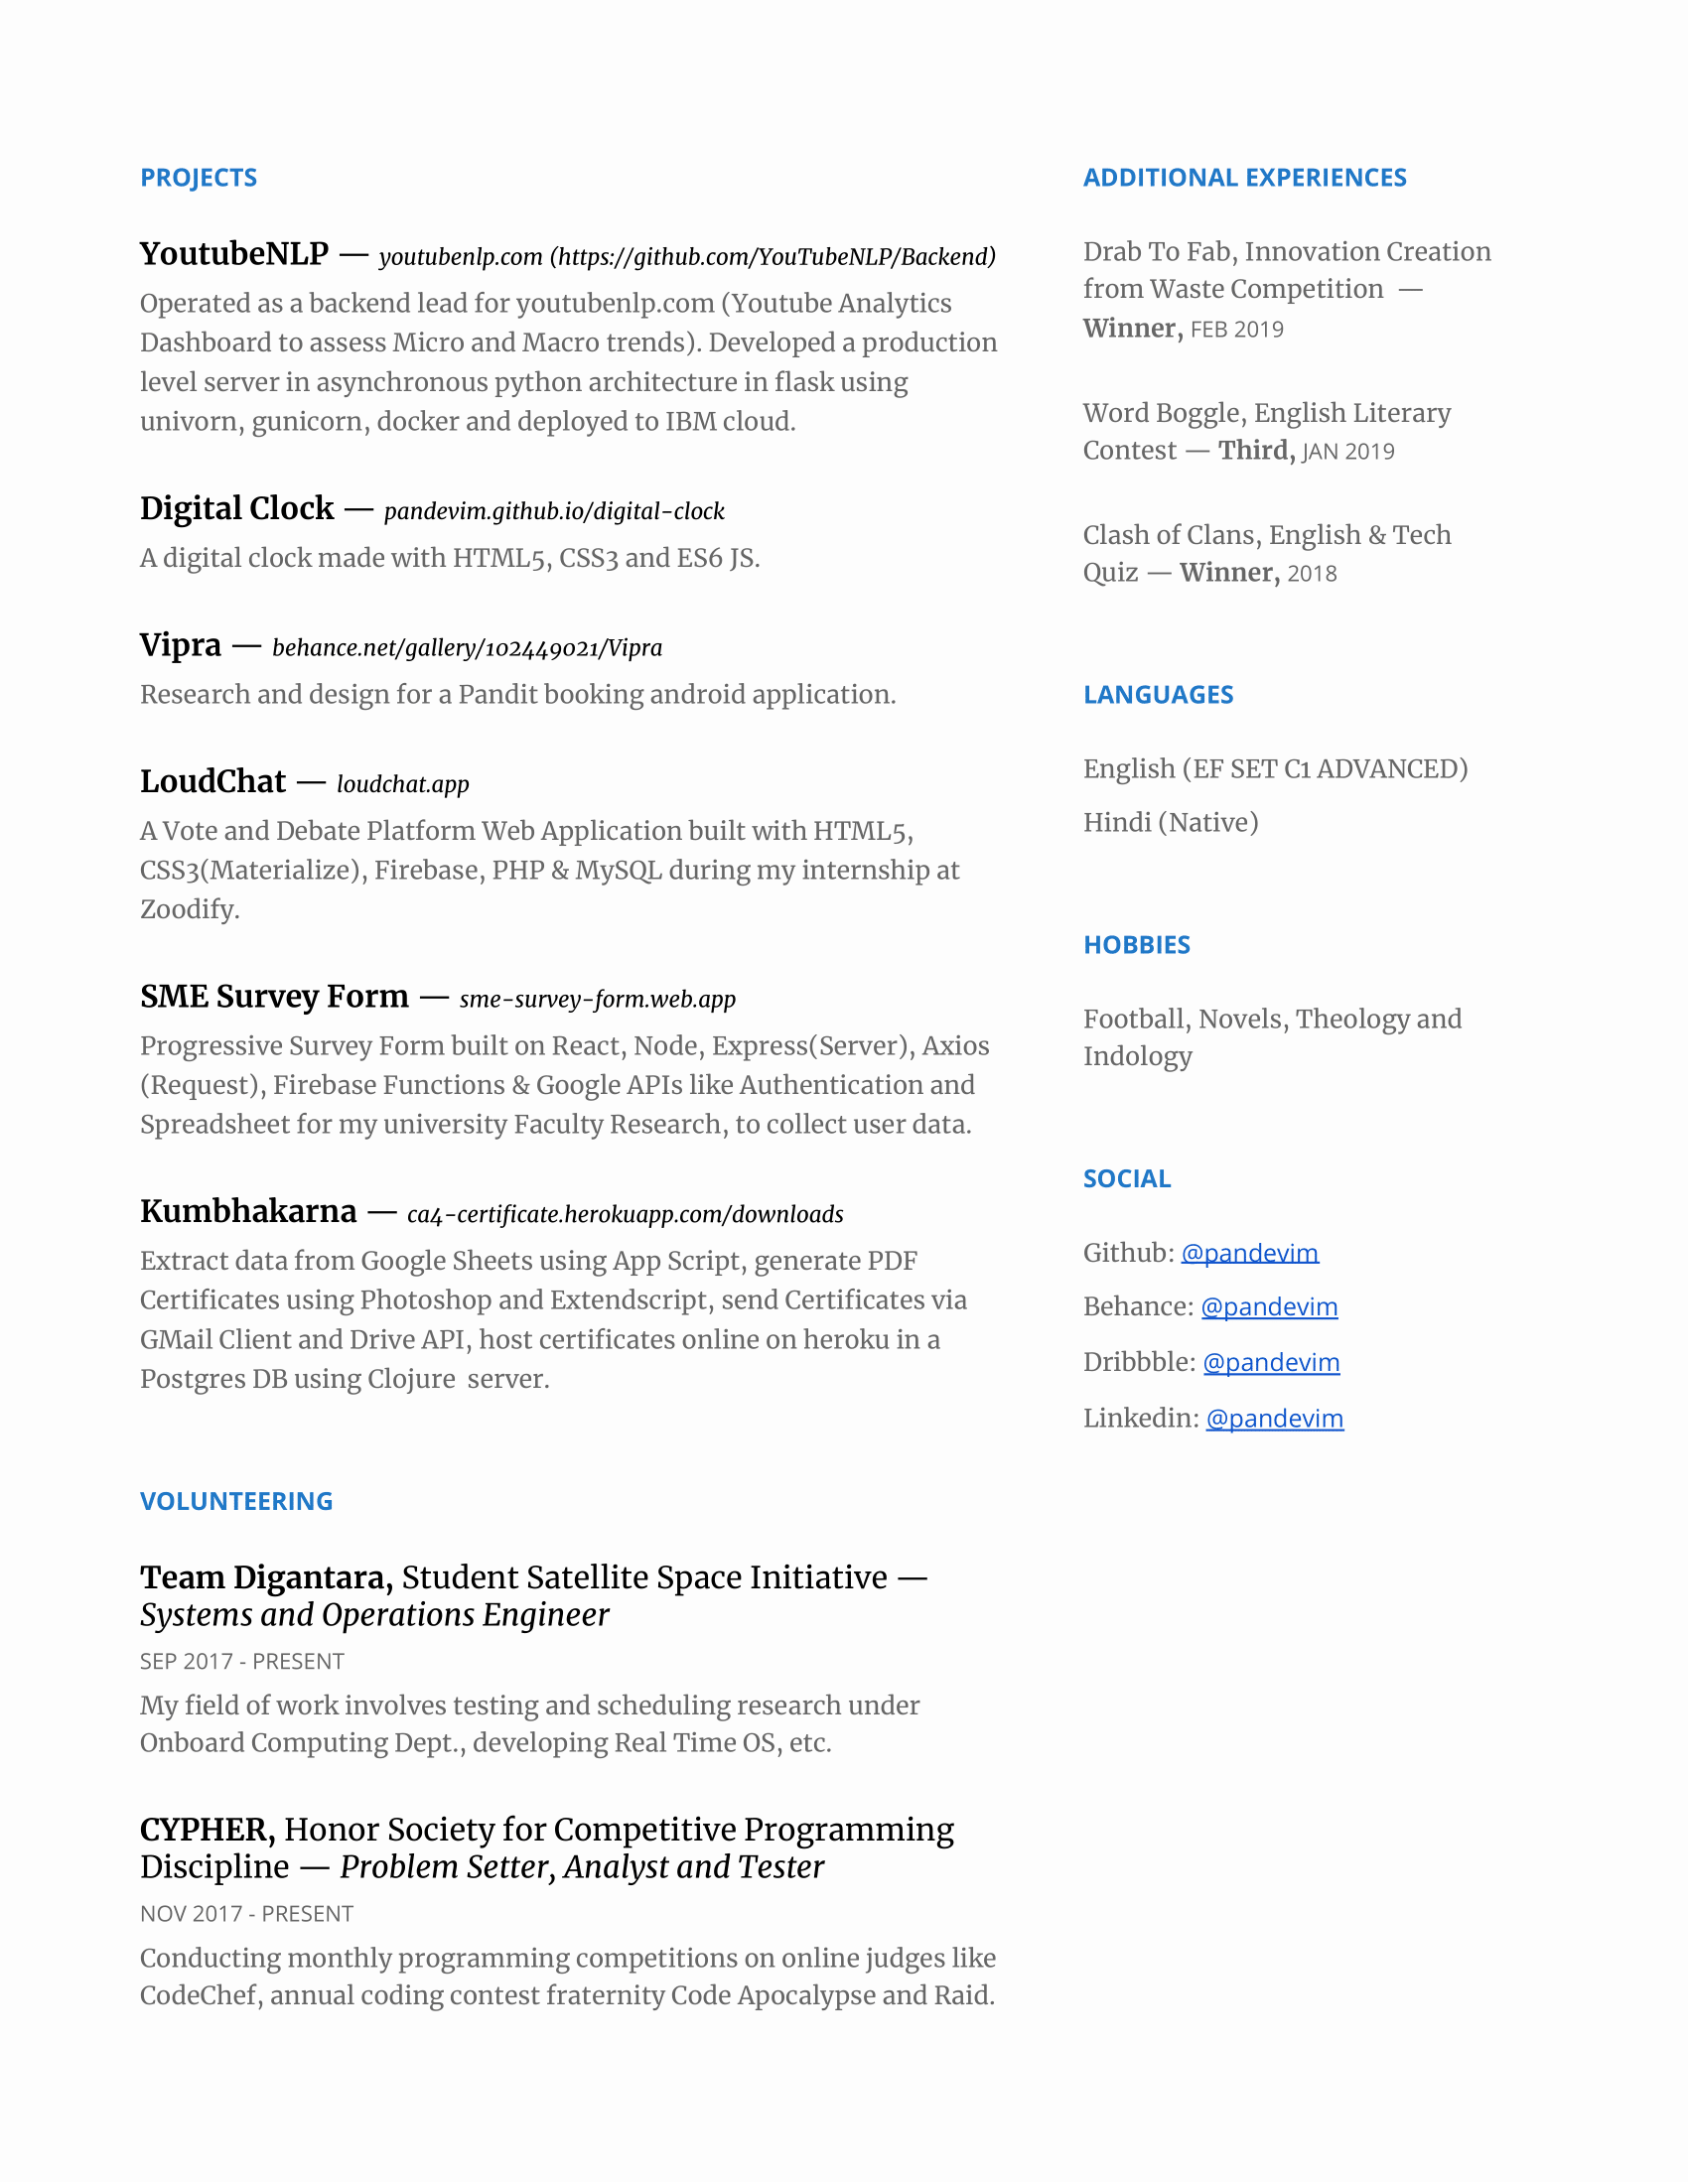 PROJECTS
YoutubeNLP — youtubenlp.com (https://github.com/YouTubeNLP/Backend)
Operated as a backend lead for youtubenlp.com (Youtube Analytics
Dashboard to assess Micro and Macro trends). Developed a production
level server in asynchronous python architecture in flask using
univorn, gunicorn, docker and deployed to IBM cloud.
Digital Clock — pandevim.github.io/digital-clock
A digital clock made with HTML5, CSS3 and ES6 JS.
Vipra — behance.net/gallery/102449021/Vipra
Research and design for a Pandit booking android application.
LoudChat — loudchat.app
A Vote and Debate Platform Web Application built with HTML5,
CSS3(Materialize), Firebase, PHP & MySQL during my internship at
Zoodify.
SME Survey Form — sme-survey-form.web.app
Progressive Survey Form built on React, Node, Express(Server), Axios
(Request), Firebase Functions & Google APIs like Authentication and
Spreadsheet for my university Faculty Research, to collect user data.
Kumbhakarna — ca4-certificate.herokuapp.com/downloads
Extract data from Google Sheets using App Script, generate PDF
Certificates using Photoshop and Extendscript, send Certificates via
GMail Client and Drive API, host certificates online on heroku in a
Postgres DB using Clojure  server.
VOLUNTEERING
Team Digantara, Student Satellite Space Initiative —
Systems and Operations Engineer
SEP 2017 - PRESENT
My field of work involves testing and scheduling research under
Onboard Computing Dept., developing Real Time OS, etc.
CYPHER, Honor Society for Competitive Programming
Discipline — Problem Setter, Analyst and Tester
NOV 2017 - PRESENT
Conducting monthly programming competitions on online judges like
CodeChef, annual coding contest fraternity Code Apocalypse and Raid.
ADDITIONAL EXPERIENCES
Drab To Fab, Innovation Creation
from Waste Competition  —
Winner, FEB 2019
Word Boggle, English Literary
Contest — Third, JAN 2019
Clash of Clans, English & Tech
Quiz — Winner, 2018
LANGUAGES
English (EF SET C1 ADVANCED)
Hindi (Native)
HOBBIES
Football, Novels, Theology and
Indology
SOCIAL
Github: @pandevim
Behance: @pandevim
Dribbble: @pandevim
Linkedin: @pandevim